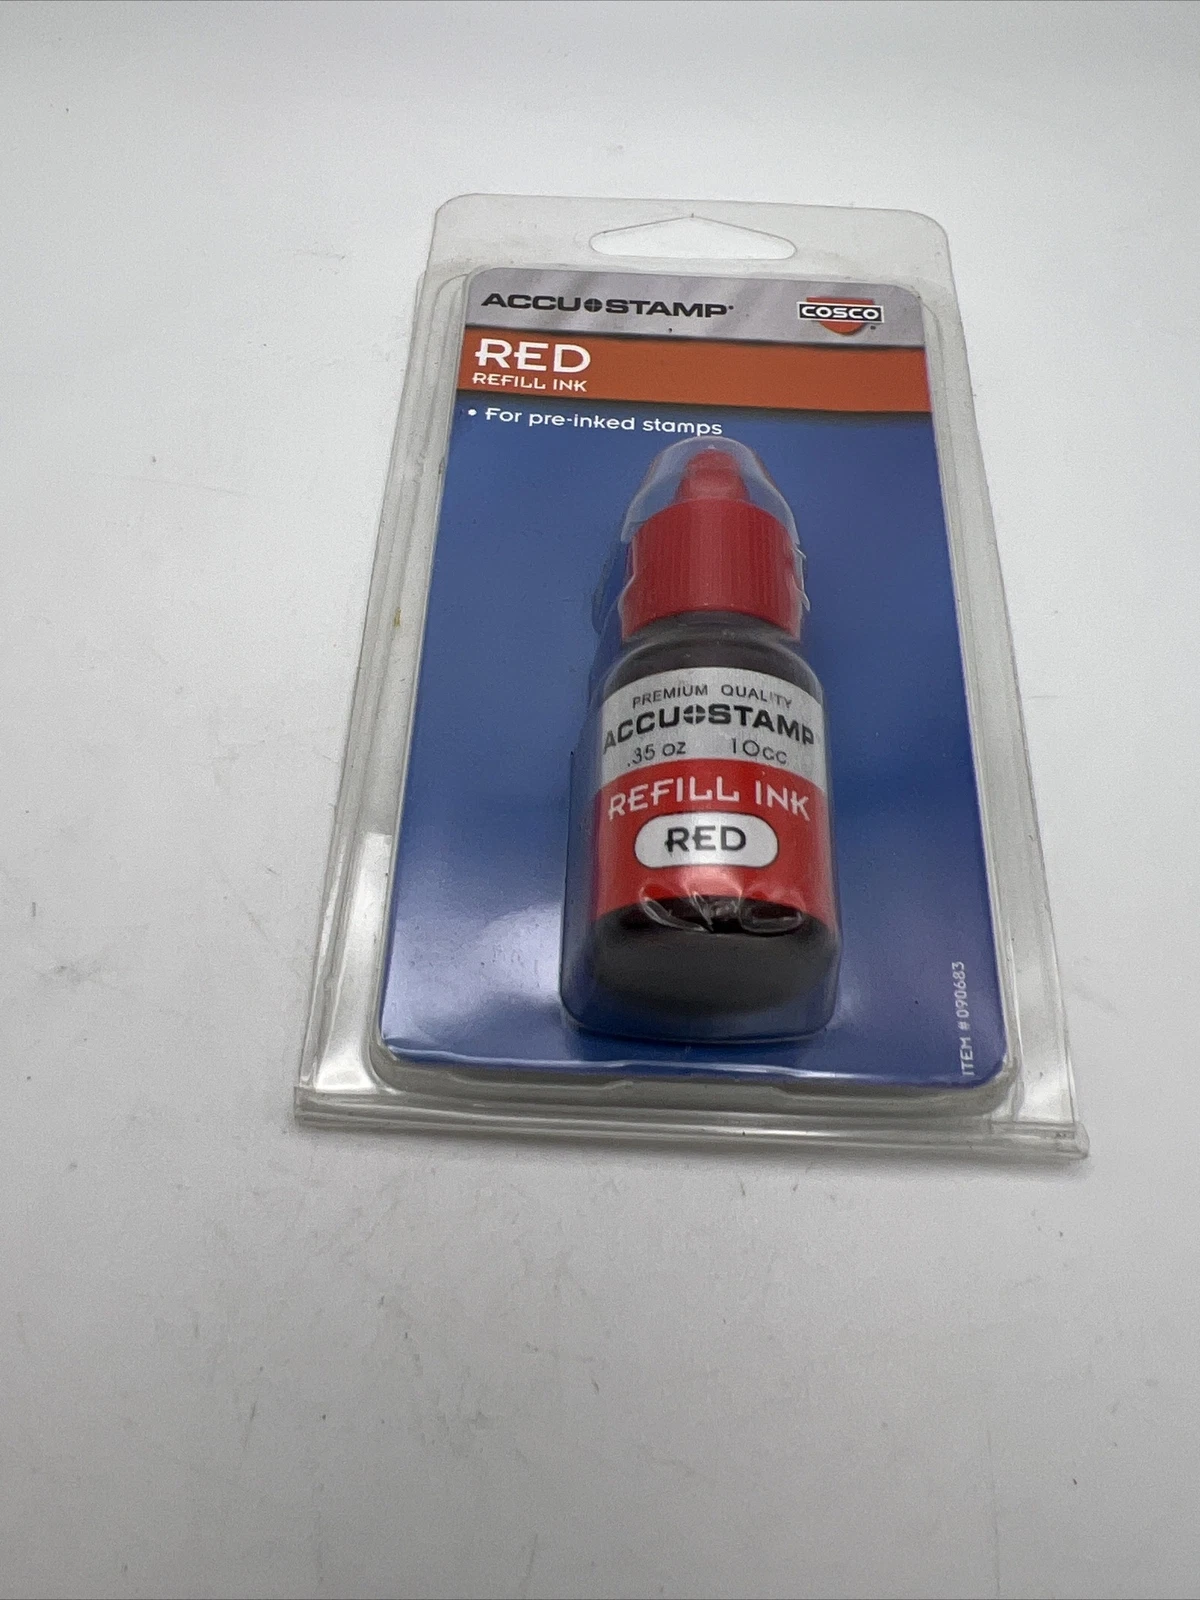 ACCU STAMP
COSCO
RED
REFILL INK
• For pre-inked stamps
PREMIUM QUALITY
ACCU STAMP
.35 oz 10cc
REFILL INK
RED
ITEM # 090683